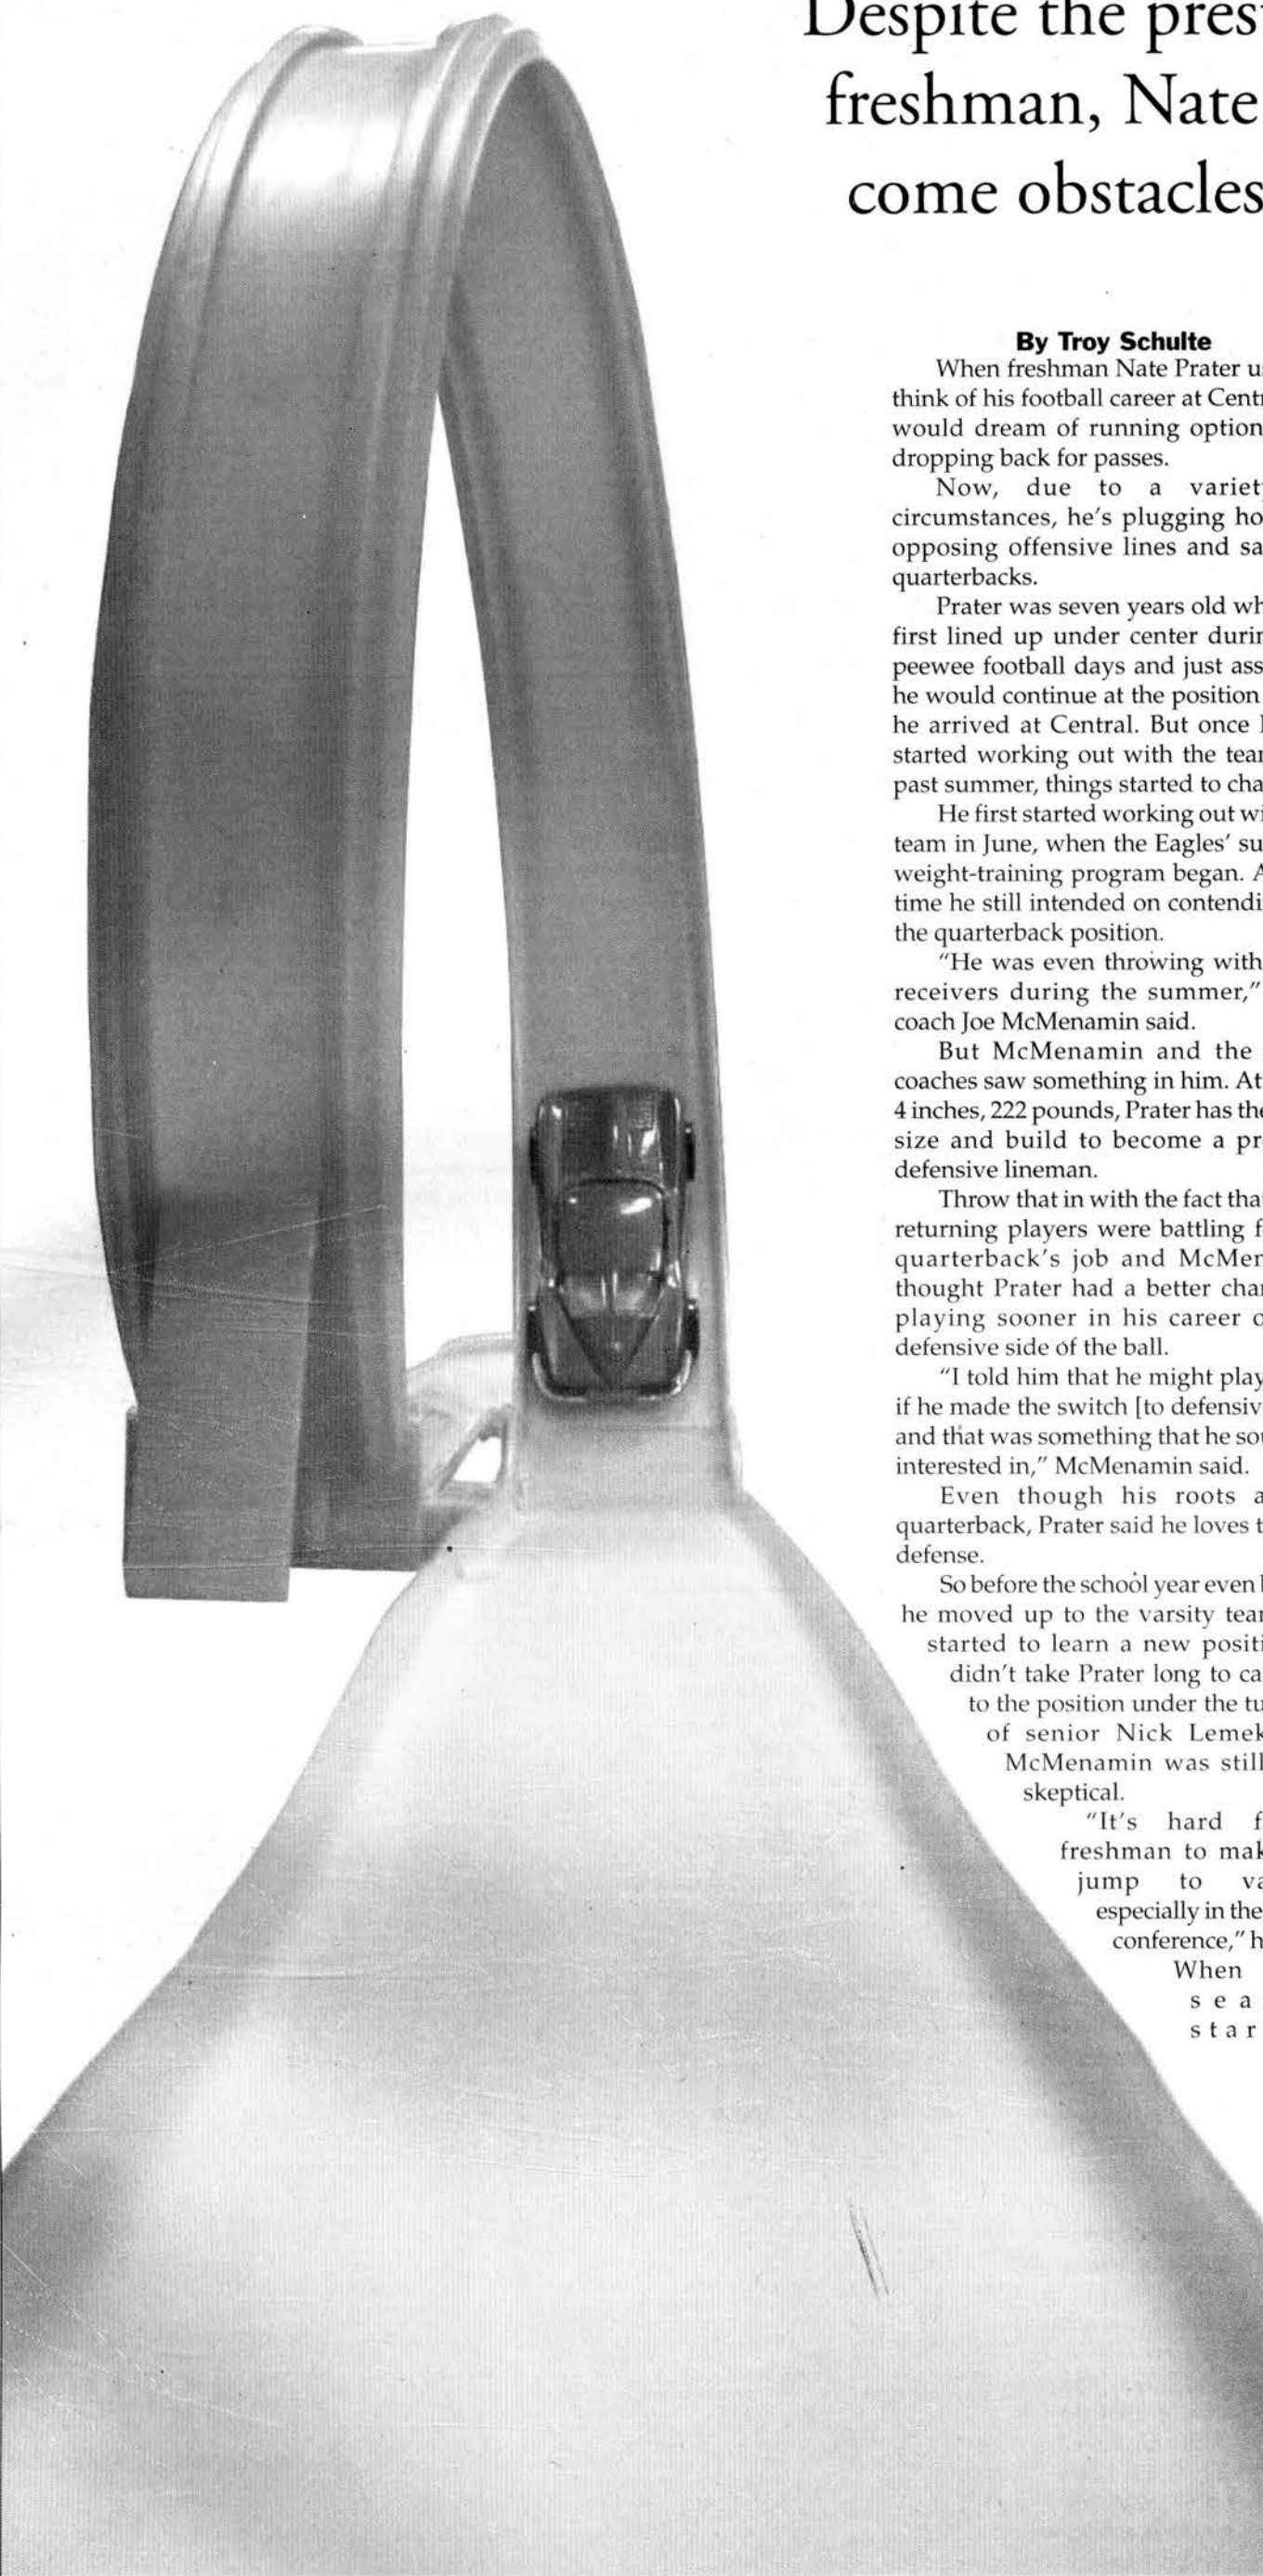 Despite the pres
freshman, Nate
come obstacles
By Troy Schulte
When freshman Nate Prater u
think of his football career at Cent
would dream of running option
dropping back for passes.
Now, due to a variet
circumstances, he's plugging ho
opposing offensive lines and sa
quarterbacks.
Prater was seven years old wh
first lined up under center durin
peewee football days and just ass
he would continue at the position
he arrived at Central. But once
started working out with the tear
past summer, things started to cha
He first started working out wi
team in June, when the Eagles' su
weight-training program began. A
time he still intended on contendi
the quarterback position.
"He was even throwing with
receivers during the summer,"
coach Joe McMenamin said.
But McMenamin and the
coaches saw something in him. At
4 inches, 222 pounds, Prater has the
size and build to become a pr
defensive lineman.
Throw that in with the fact tha
returning players were battling f
quarterback's job and McMen
thought Prater had a better cha
playing sooner in his career o
defensive side of the ball.
"I told him that he might play
if he made the switch [to defensiv
and that was something that he sou
interested in," McMenamin said.
Even though his roots a
quarterback, Prater said he loves t
defense.
So before the school year even
he moved up to the varsity tear
started to learn a new positi
didn't take Prater long to ca
to the position under the tu
of senior Nick Lemek
McMenamin was still
skeptical.
"It's hard f
freshman to mak
jump to va
especially in the
conference," h
When
s e a
s t a r